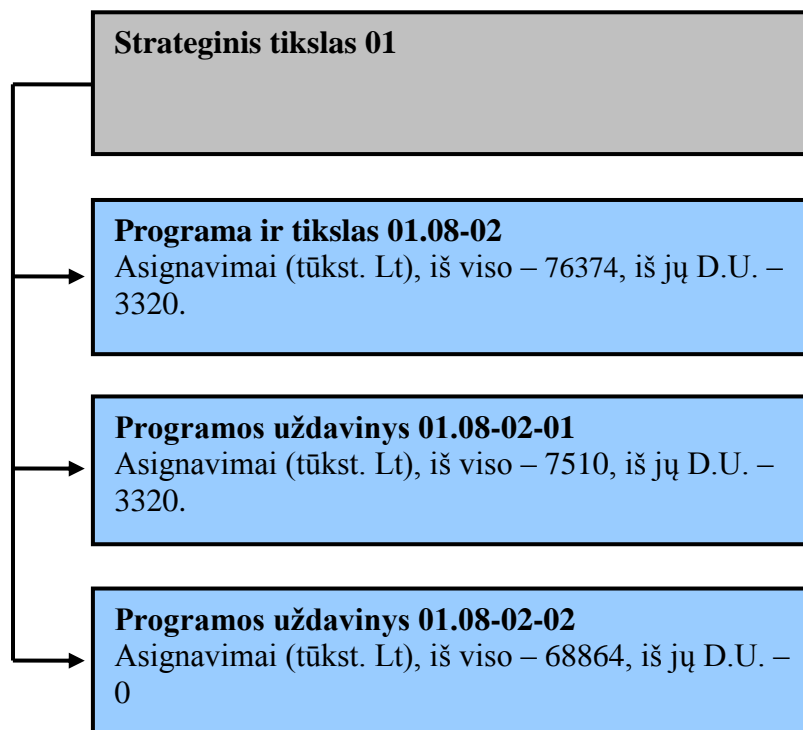 Strateginis tikslas 01
Programa ir tikslas 01.08-02
Asignavimai (tūkst. Lt), iš viso – 76374, iš jų D.U. –
3320.
Programos uždavinys 01.08-02-01
Asignavimai (tūkst. Lt), iš viso – 7510, iš jų D.U. –
3320.
Programos uždavinys 01.08-02-02
Asignavimai (tūkst. Lt), iš viso – 68864, iš jų D.U. –
0